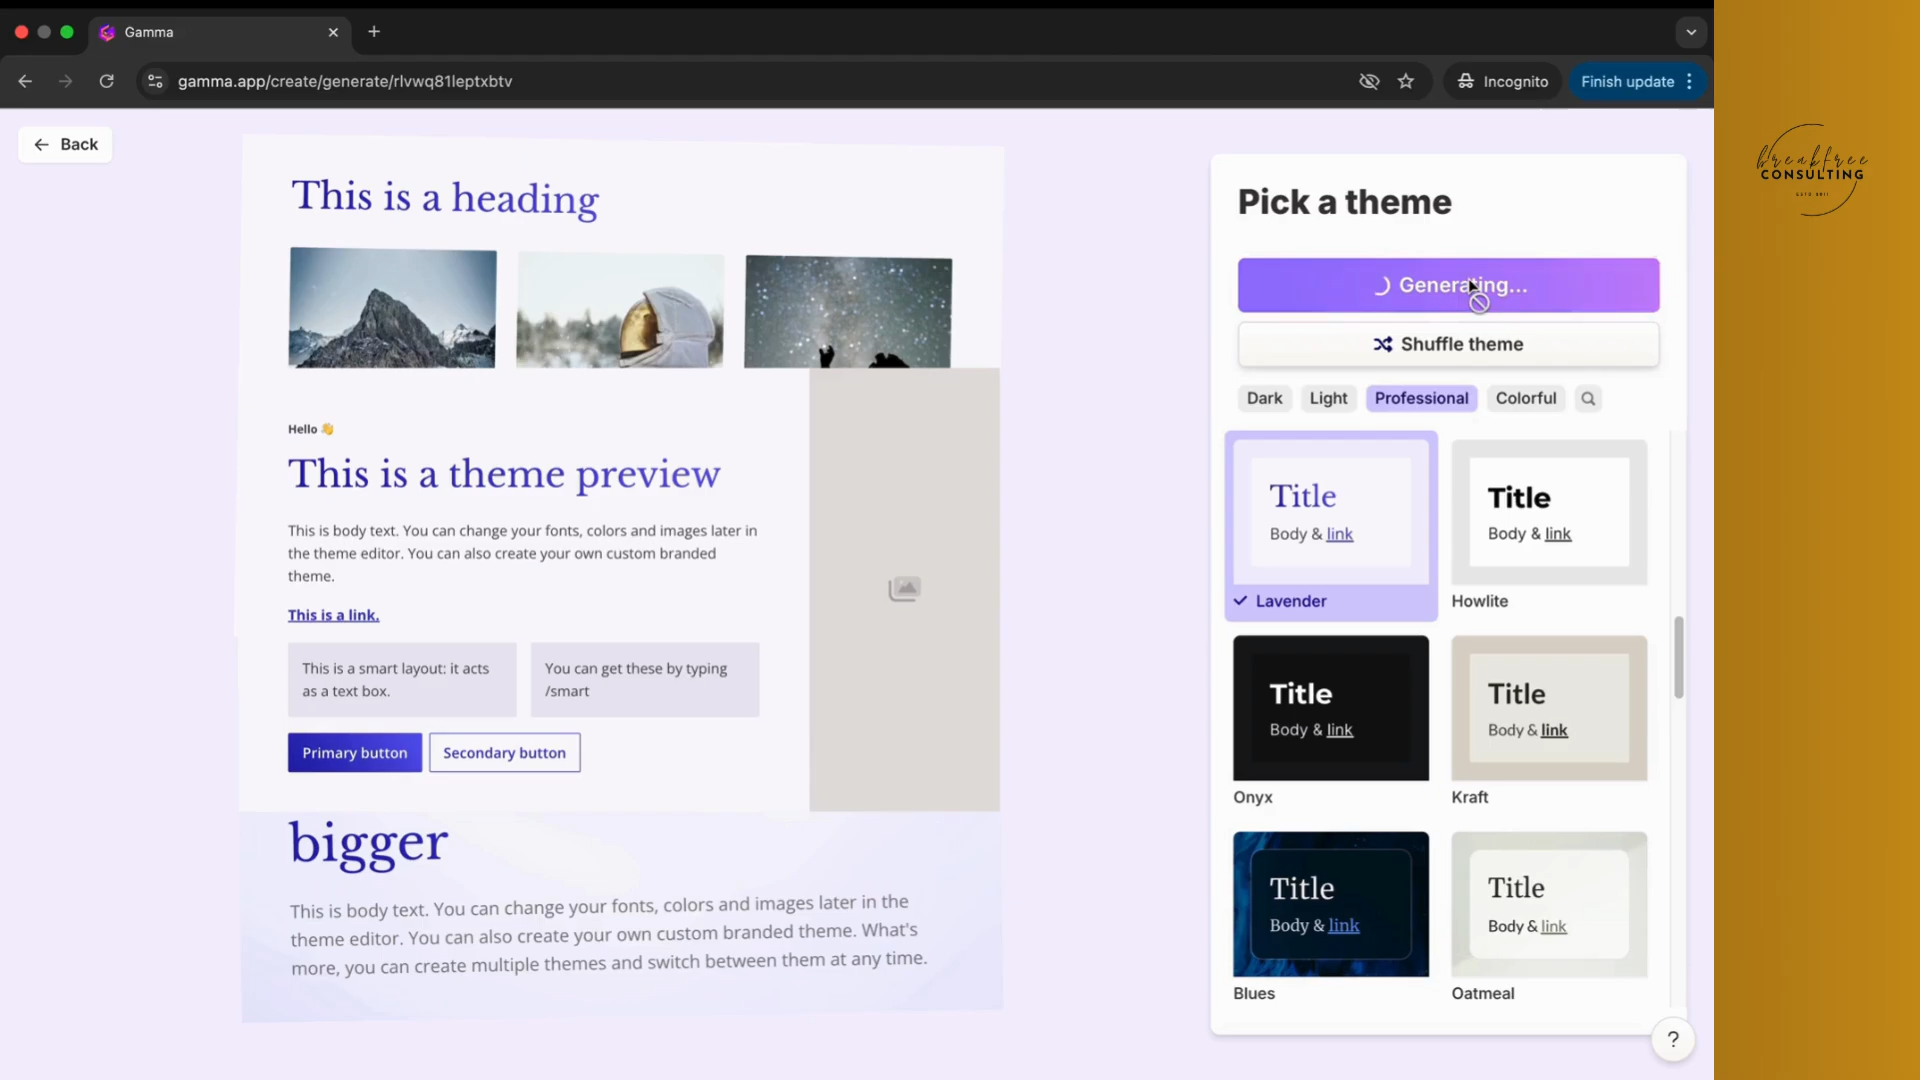 Gamma
gamma.app/create/generate/rlvwq81leptxbtv
Incognito
Finish update
Back
This is a heading
Hello 👋
This is a theme preview
This is body text. You can change your fonts, colors and images later in
the theme editor. You can also create your own custom branded
theme.
This is a link.
This is a smart layout: it acts
as a text box.
You can get these by typing
/smart
Primary button
Secondary button
bigger
This is body text. You can change your fonts, colors and images later in the
theme editor. You can also create your own custom branded theme. What's
more, you can create multiple themes and switch between them at any time.
Pick a theme
Generating...
Shuffle theme
Dark
Light
Professional
Colorful
Title
Body & link
Lavender
Title
Body & link
Howlite
Title
Body & link
Onyx
Title
Body & link
Kraft
Title
Body & link
Blues
Title
Body & link
Oatmeal
?
breakfree
CONSULTING